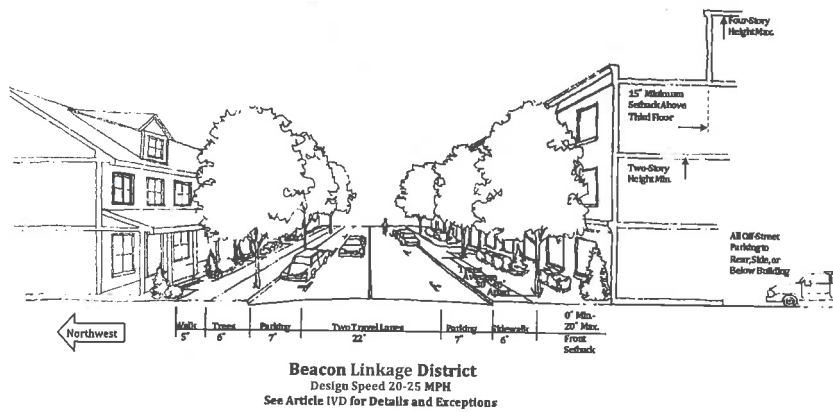 Four-Story
Height Max.
15" Minimum
Setback Above
Third Floor
Two-Story
Height Min.
All Off-Street
Parking to
Rear, Side, or
Below Building
Trees
Average
Apart
Northwest
Walk Trees Parking Two Travel Lanes Parking Sidewalk
5" 6" 7" 22" 7" 6"
0" Min.-
20" Max.
Front
Setback
Beacon Linkage District
Design Speed 20-25 MPH
See Article IVD for Details and Exceptions